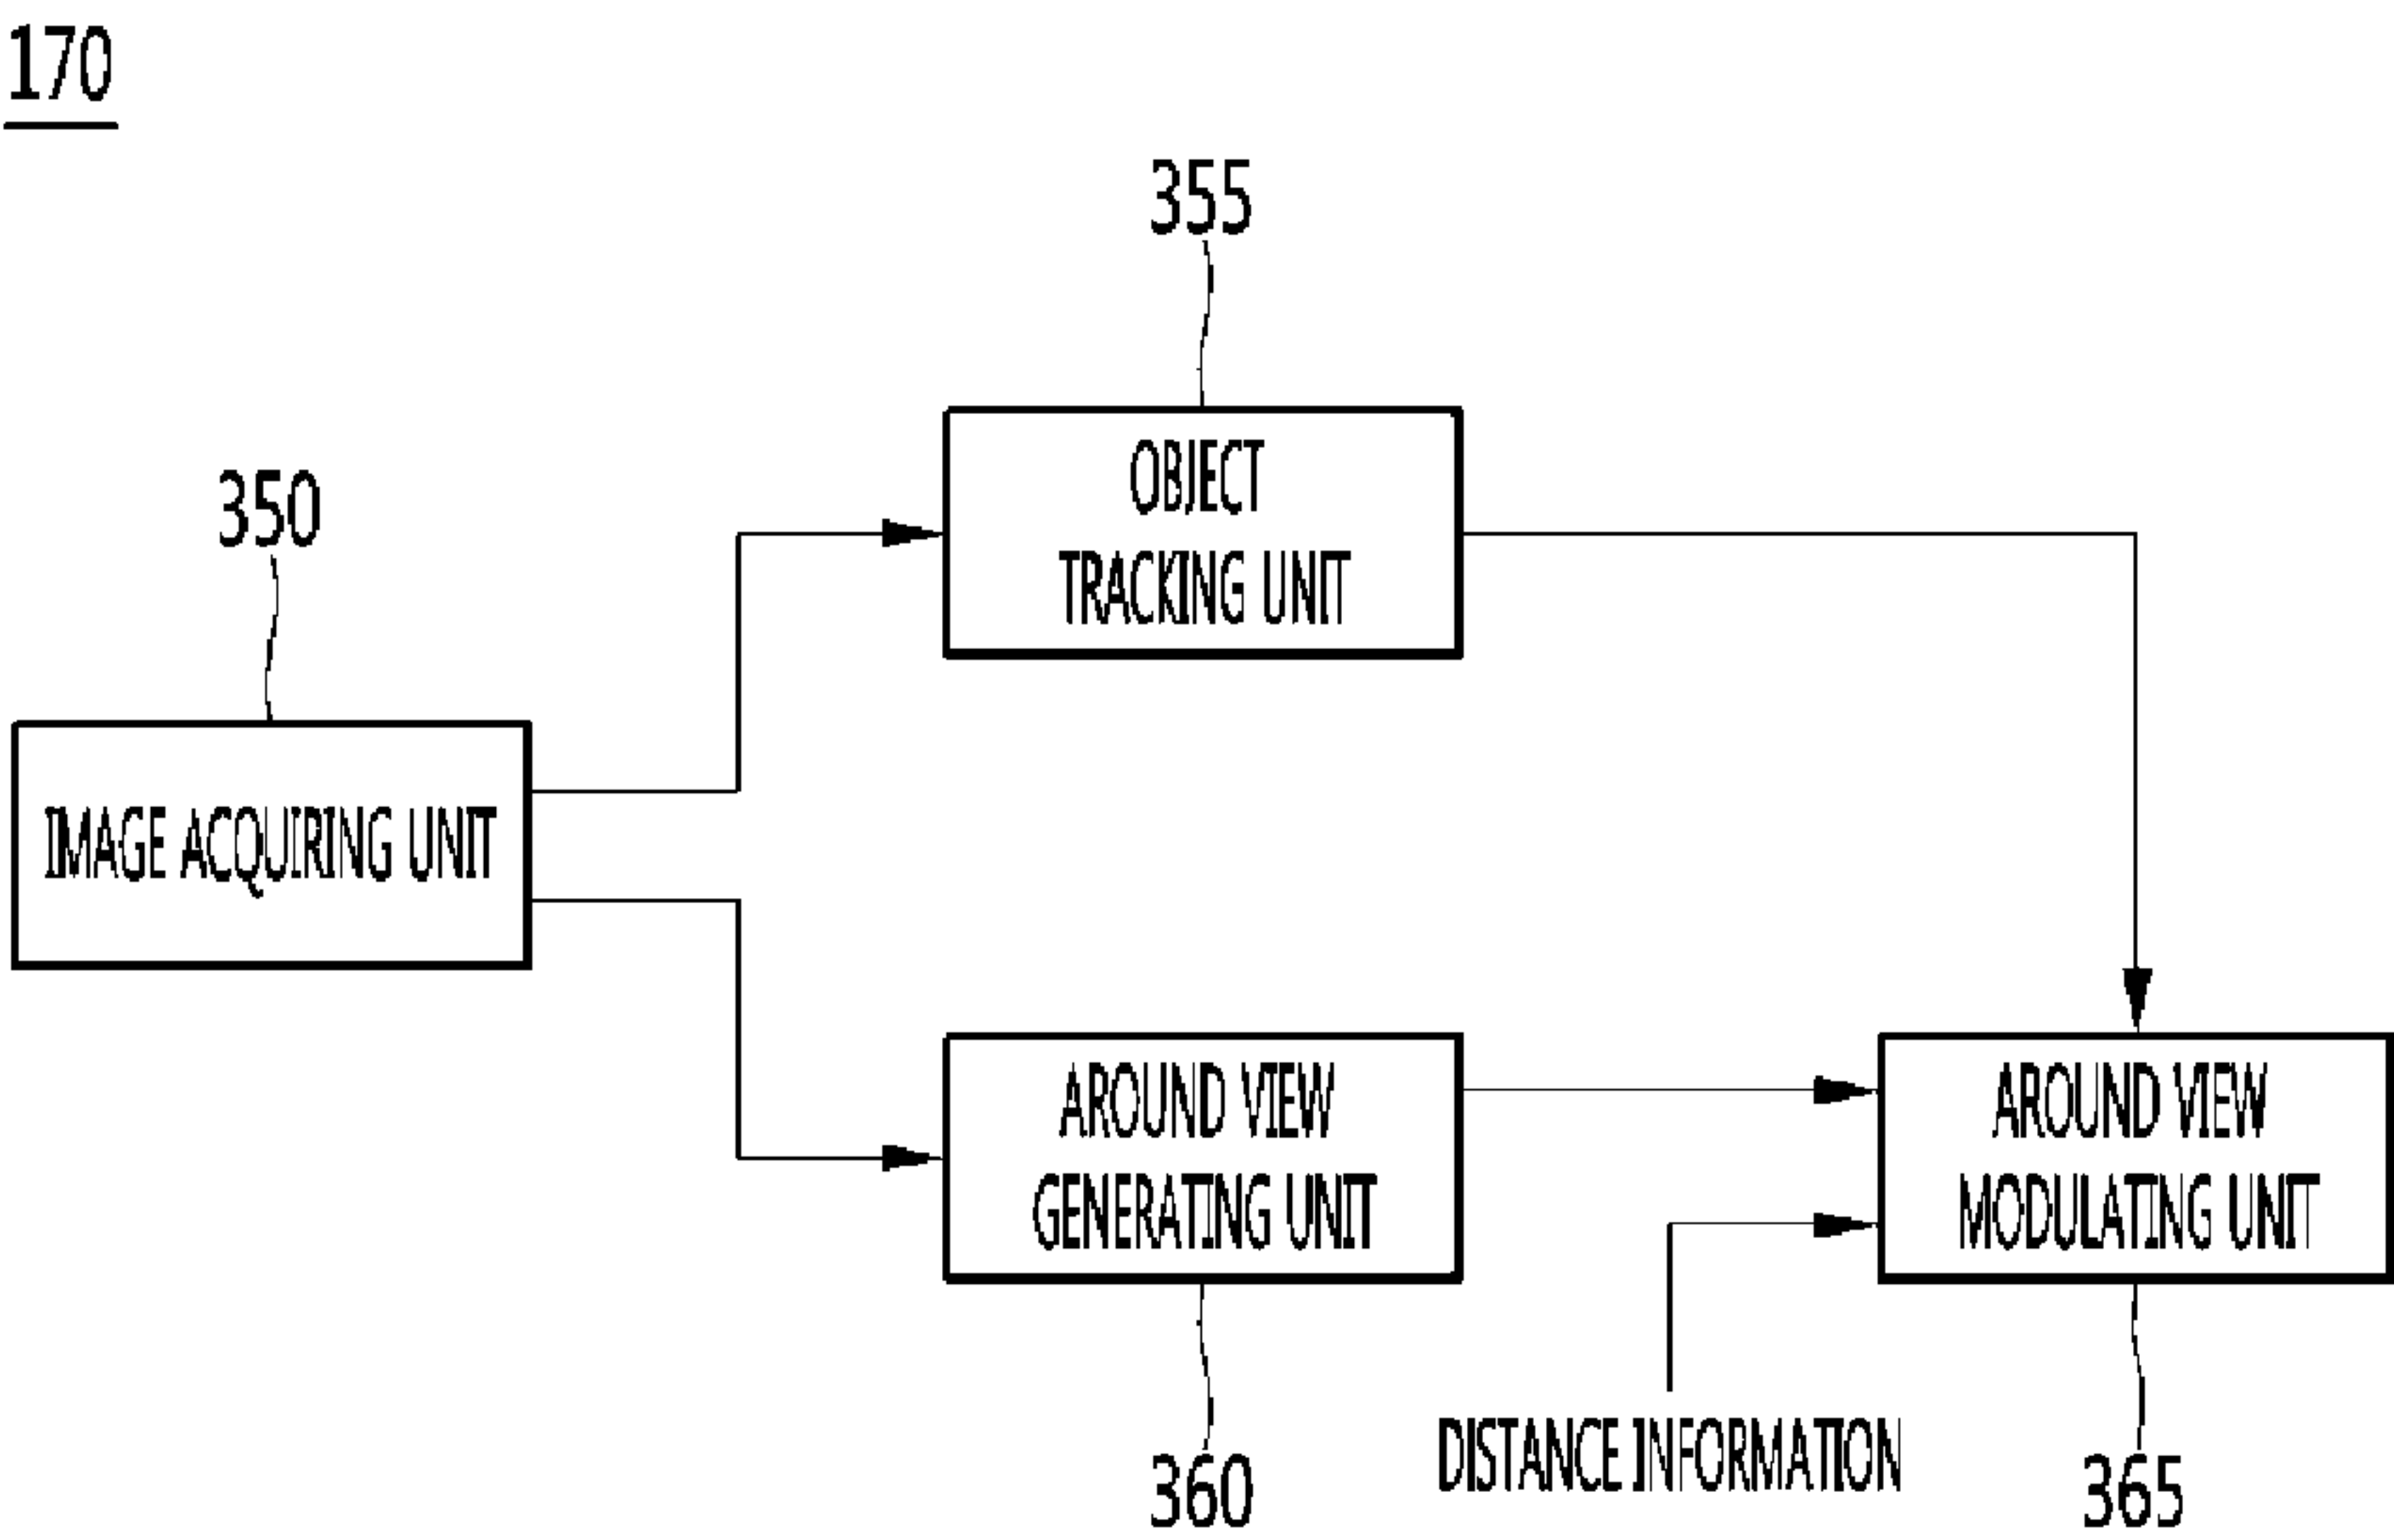 170
355
OBJECT
TRACKING UNIT
350
IMAGE ACQUIRING UNIT
AROUND VIEW
GENERATING UNIT
AROUND VIEW
MODULATING UNIT
DISTANCE INFORMATION
360
365